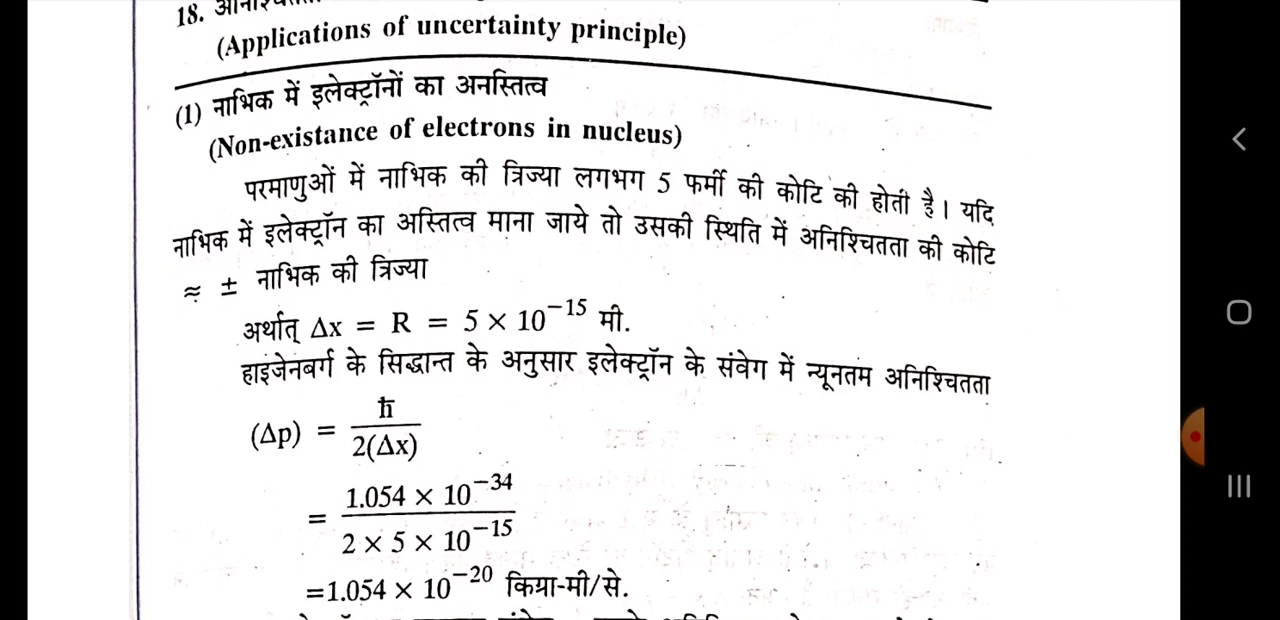 18.
(Applications of uncertainty principle)
(1) नाभिक में इलेक्ट्रॉनों का अनस्तित्व
(Non-existance of electrons in nucleus)
परमाणुओं में नाभिक की त्रिज्या लगभग 5 फर्मी की कोटि की होती है। यदि
नाभिक में इलेक्ट्रॉन का अस्तित्व माना जाये तो उसकी स्थिति में अनिश्चितता की कोटि
≈ ± नाभिक की त्रिज्या
अर्थात् Δx = R = 5 × 10⁻¹⁵ मी.
हाइजेनबर्ग के सिद्धान्त के अनुसार इलेक्ट्रॉन के संवेग में न्यूनतम अनिश्चितता
(Δp) = ħ / 2(Δx)
= 1.054 × 10⁻³⁴ / 2 × 5 × 10⁻¹⁵
=1.054 × 10⁻²⁰ किग्रा-मी/से.